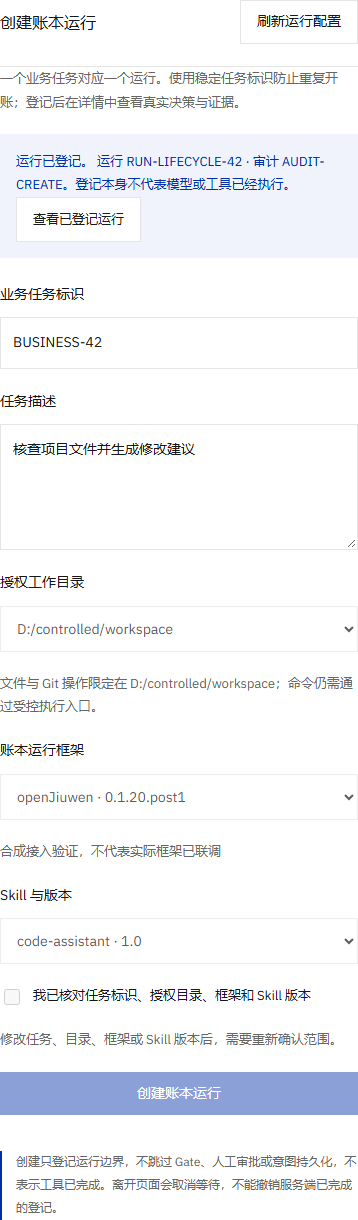 创建账本运行
刷新运行配置
一个业务任务对应一个运行。使用稳定任务标识防止重复开
账；登记后在详情中查看真实决策与证据。
运行已登记。 运行 RUN-LIFECYCLE-42 · 审计 AUDIT-
CREATE。登记本身不代表模型或工具已经执行。
查看已登记运行
业务任务标识
BUSINESS-42
任务描述
核查项目文件并生成修改建议
授权工作目录
D:/controlled/workspace
文件与 Git 操作限定在 D:/controlled/workspace；命令仍需通
过受控执行入口。
账本运行框架
openJiuwen · 0.1.20.post1
合成接入验证，不代表实际框架已联调
Skill 与版本
code-assistant · 1.0
我已核对任务标识、授权目录、框架和 Skill 版本
修改任务、目录、框架或 Skill 版本后，需要重新确认范围。
创建账本运行
创建只登记运行边界，不跳过 Gate、人工审批或意图持久化，不
表示工具已完成。离开页面会取消等待，不能撤销服务端已完成
的登记。